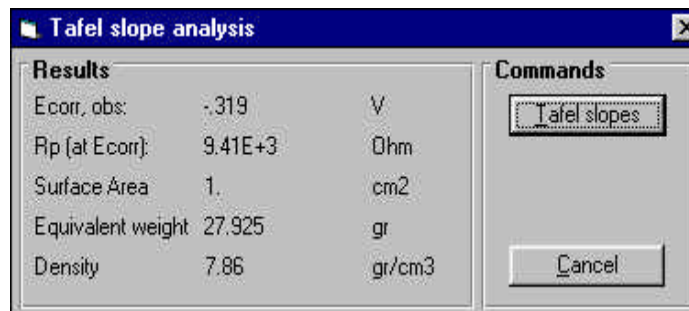 Tafel slope analysis
Results
Ecorr, obs: -.319 V
Rp (at Ecorr): 9.41E+3 Ohm
Surface Area 1. cm2
Equivalent weight 27.925 gr
Density 7.86 gr/cm3
Commands
Tafel slopes
Cancel